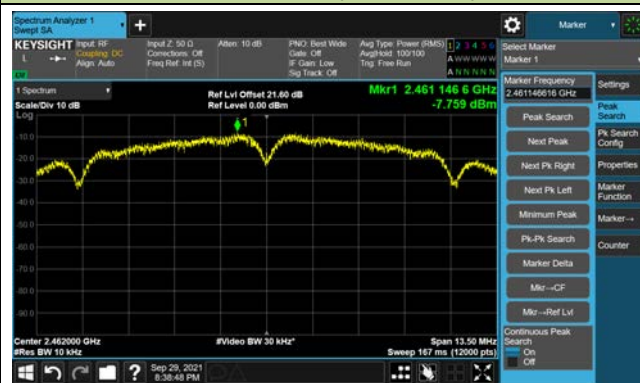 Spectrum Analyzer 1
Swept SA
+
Marker
KEYSIGHT
Input: RF
Coupling: DC
Align: Auto
Input Z: 50 Ω
Corrections: Off
Freq Ref: Int (S)
Atten: 10 dB
PNO: Best Wide
Gate: Off
IF Gain: Low
Sig Track: Off
Avg Type: Power (RMS)
Avg|Hold: 100/100
Trig: Free Run
1 2 3 4 5 6
A W W W W W
A N N N N N
L
Select Marker
Marker 1
1 Spectrum
Scale/Div 10 dB
Ref Lvl Offset 21.60 dB
Ref Level 0.00 dBm
Mkr1 2.461 146 6 GHz
-7.759 dBm
Log
1
-10.0
-20.0
-30.0
-40.0
-50.0
-60.0
-70.0
-80.0
-90.0
Center 2.462000 GHz
#Video BW 30 kHz*
Span 13.50 MHz
#Res BW 10 kHz
Sweep 167 ms (12000 pts)
Marker Frequency
2.461146616 GHz
Peak Search
Next Peak
Next Pk Right
Next Pk Left
Minimum Peak
Pk-Pk Search
Marker Delta
Mkr→CF
Mkr→Ref Lvl
Continuous Peak
Search
On
Off
Settings
Peak
Search
Pk Search
Config
Properties
Marker
Function
Marker→
Counter
?
Sep 29, 2021
8:38:48 PM